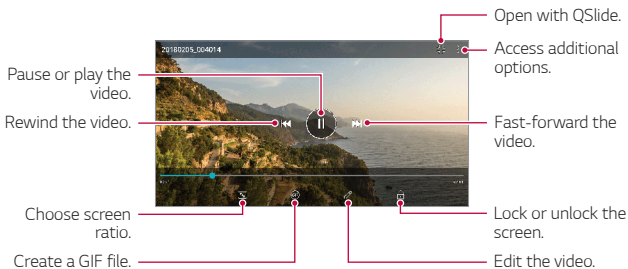 Open with QSlide.
20180205_004014
Access additional
options.
Pause or play the
video.
Rewind the video.
Fast-forward the
video.
Choose screen
ratio.
Lock or unlock the
screen.
Create a GIF file.
Edit the video.